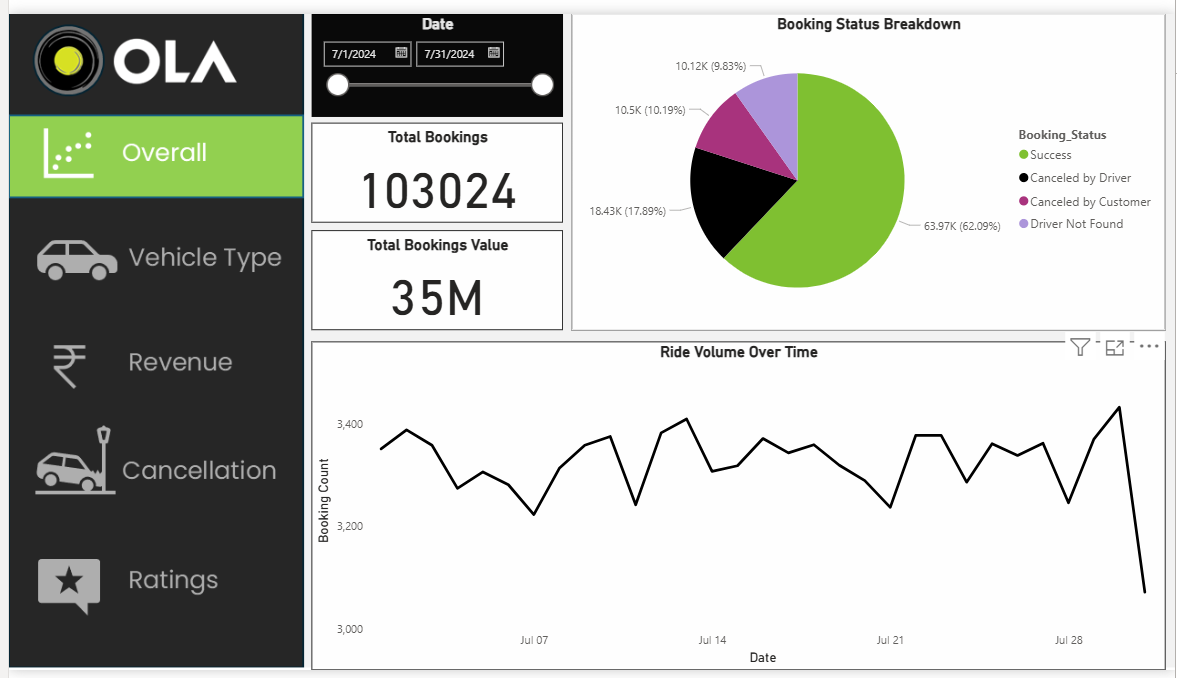 OLA
Overall
Vehicle Type
Revenue
Cancellation
Ratings
Date
7/1/2024
7/31/2024
Total Bookings
103024
Total Bookings Value
35M
Booking Status Breakdown
10.12K (9.83%)
10.5K (10.19%)
18.43K (17.89%)
63.97K (62.09%)
Booking_Status
Success
Canceled by Driver
Canceled by Customer
Driver Not Found
Ride Volume Over Time
Booking Count
3,400
3,200
3,000
Jul 07
Jul 14
Jul 21
Jul 28
Date